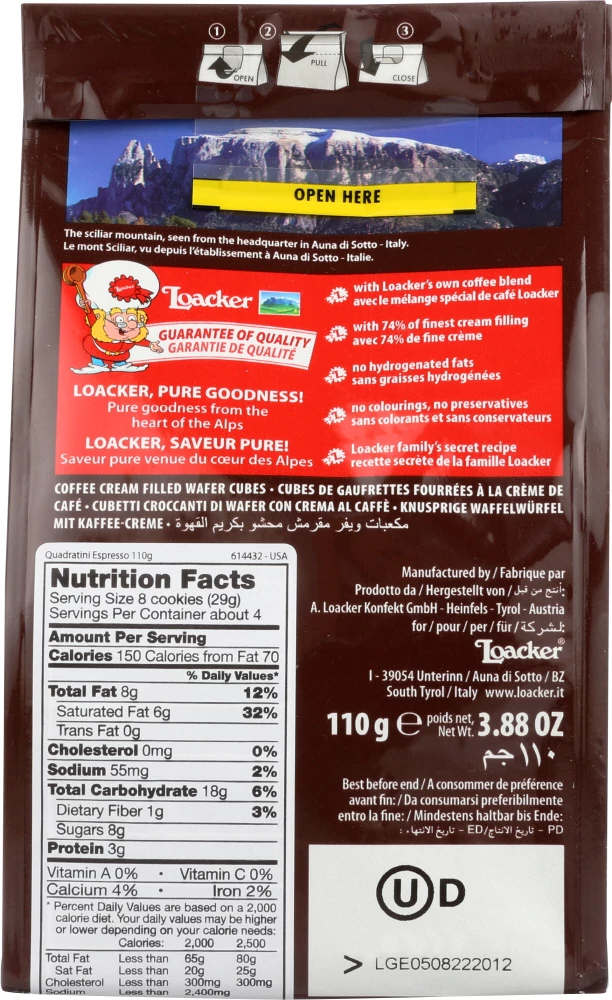 ① ② ③
OPEN
PULL
CLOSE
OPEN HERE
The sciliar mountain, seen from the headquarter in Auna di Sotto - Italy.
Le mont Sciliar, vu depuis l'établissement à Auna di Sotto - Italie.
Loacker
GUARANTEE OF QUALITY
GARANTIE DE QUALITÉ
LOACKER, PURE GOODNESS!
Pure goodness from the
heart of the Alps
LOACKER, SAVEUR PURE!
Saveur pure venue du cœur des Alpes
with Loacker's own coffee blend
avec le mélange spécial de café Loacker
with 74% of finest cream filling
avec 74% de fine crème
no hydrogenated fats
sans graisses hydrogénées
no colourings, no preservatives
sans colorants et sans conservateurs
Loacker family's secret recipe
recette secrète de la famille Loacker
COFFEE CREAM FILLED WAFER CUBES • CUBES DE GAUFRETTES FOURRÉES À LA CRÈME DE
CAFÉ • CUBETTI CROCCANTI DI WAFER CON CREMA AL CAFFÈ • KNUSPRIGE WAFFELWÜRFEL
MIT KAFFEE-CREME • مكعبات ويفر مقرمش محشو بكريم القهوة
Quadratini Espresso 110g 614432 - USA
Nutrition Facts
Serving Size 8 cookies (29g)
Servings Per Container about 4
Amount Per Serving
Calories 150 Calories from Fat 70
% Daily Values*
Total Fat 8g 12%
Saturated Fat 6g 32%
Trans Fat 0g
Cholesterol 0mg 0%
Sodium 55mg 2%
Total Carbohydrate 18g 6%
Dietary Fiber 1g 3%
Sugars 8g
Protein 3g
Vitamin A 0% • Vitamin C 0%
Calcium 4% • Iron 2%
* Percent Daily Values are based on a 2,000
calorie diet. Your daily values may be higher
or lower depending on your calorie needs:
Calories: 2,000 2,500
Total Fat Less than 65g 80g
Sat Fat Less than 20g 25g
Cholesterol Less than 300mg 300mg
Sodium Less than 2,400mg
Manufactured by / Fabrique par
Prodotto da / Hergestellt von / أنتج من قبل:
A. Loacker Konfekt GmbH - Heinfels - Tyrol - Austria
for / pour / per / für / لشركة:
Loacker®
I - 39054 Unterinn / Auna di Sotto / BZ
South Tyrol / Italy www.loacker.it
110 g e poids net, Net Wt. 3.88 OZ
١١٠ جم
Best before end / A consommer de préférence
avant fin: / Da consumarsi preferibilmente
entro la fine: / Mindestens haltbar bis Ende:
PD - تاريخ الانتاج/ED - تاريخ الانتهاء:
U D
> LGE0508222012